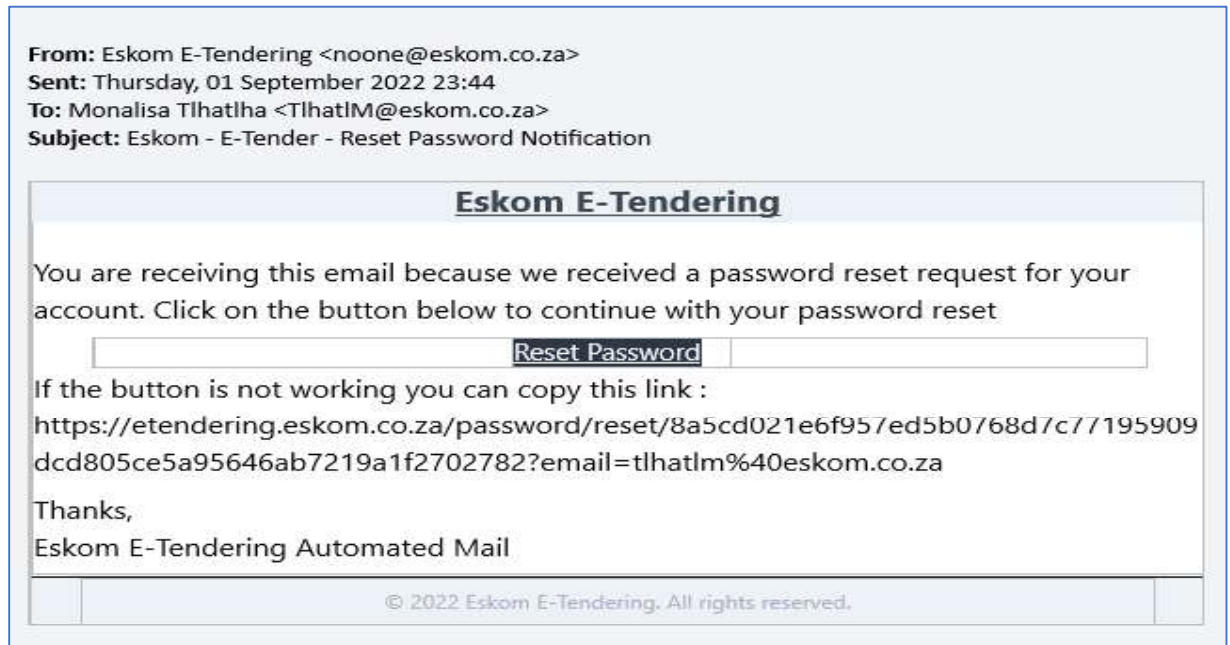 From: Eskom E-Tendering <noone@eskom.co.za>
Sent: Thursday, 01 September 2022 23:44
To: Monalisa Tlhatlha <TlhatlM@eskom.co.za>
Subject: Eskom - E-Tender - Reset Password Notification
Eskom E-Tendering
You are receiving this email because we received a password reset request for your
account. Click on the button below to continue with your password reset
Reset Password
If the button is not working you can copy this link :
https://etendering.eskom.co.za/password/reset/8a5cd021e6f957ed5b0768d7c77195909
dcd805ce5a95646ab7219a1f2702782?email=tlhatlm%40eskom.co.za
Thanks,
Eskom E-Tendering Automated Mail
© 2022 Eskom E-Tendering. All rights reserved.